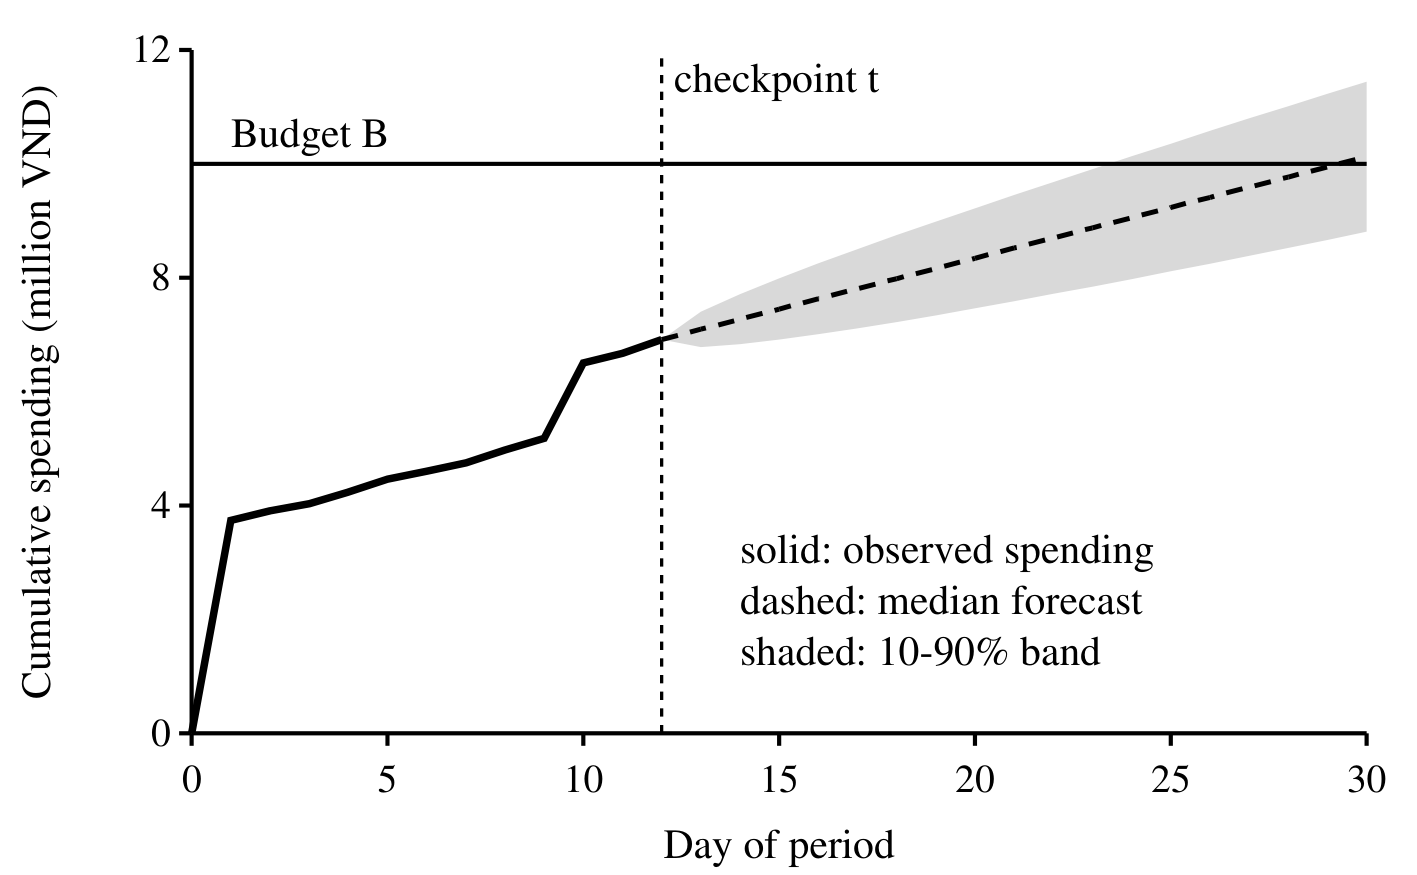 12
checkpoint t
Budget B
8
4
0
Cumulative spending (million VND)
solid: observed spending
dashed: median forecast
shaded: 10-90% band
0 5 10 15 20 25 30
Day of period